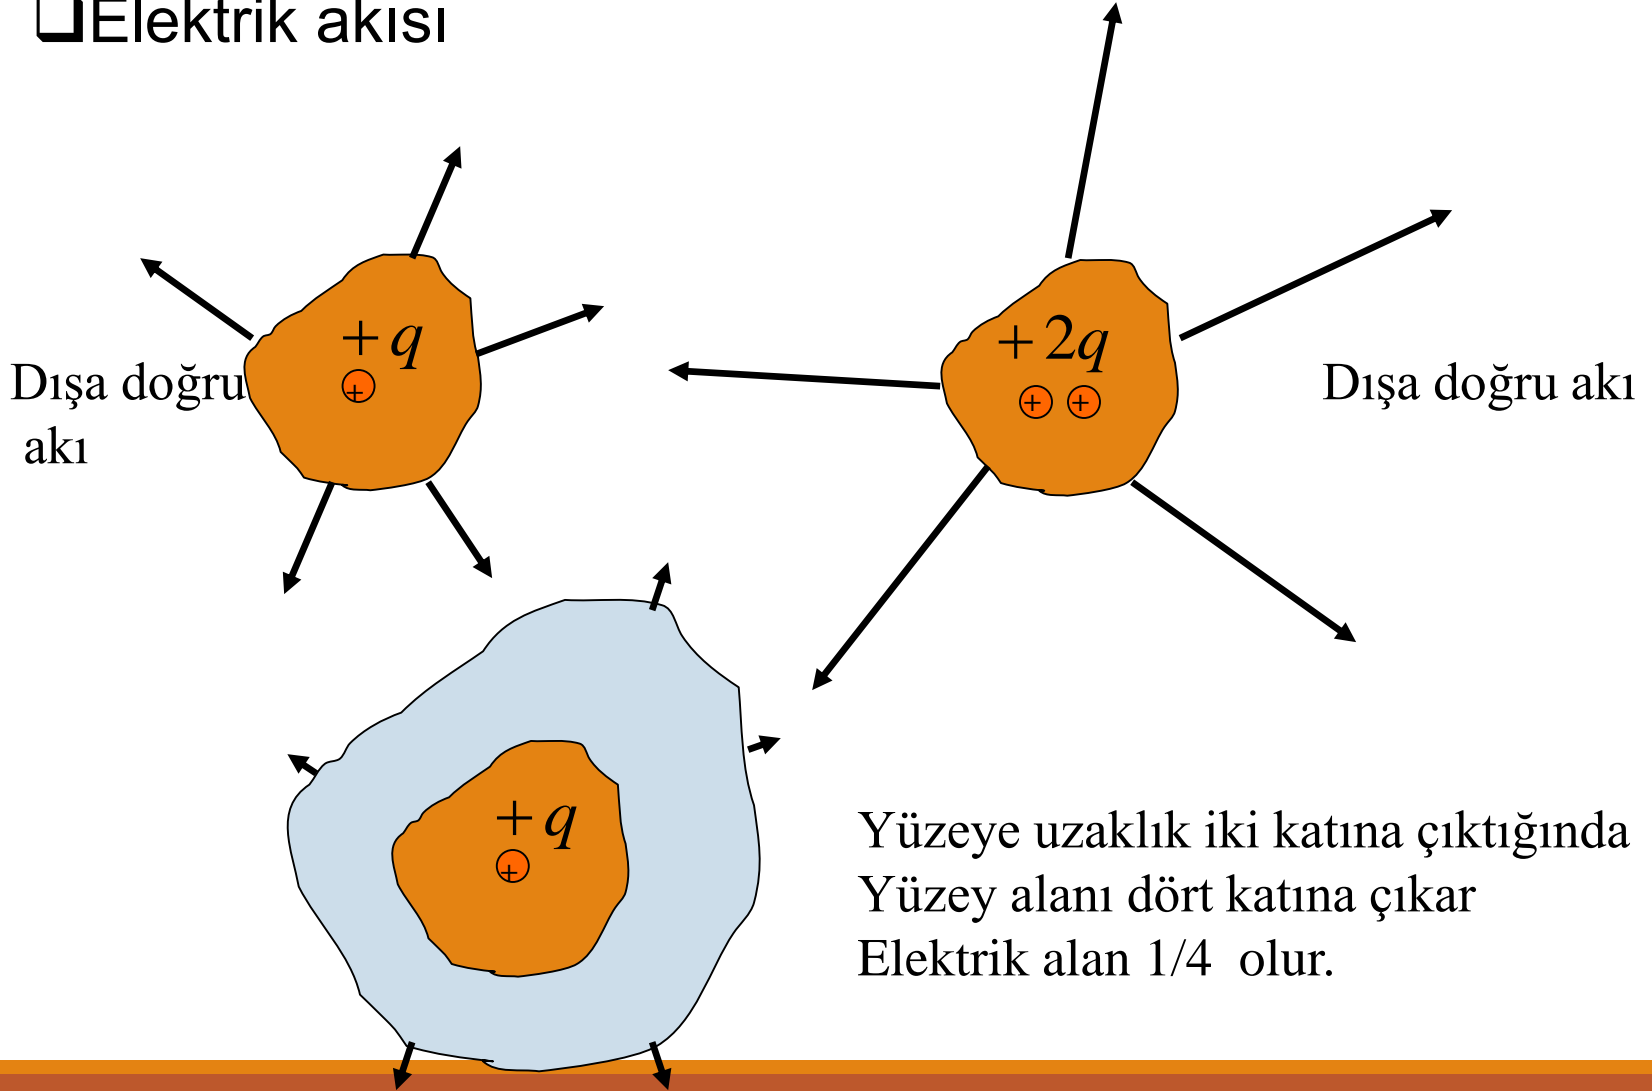 ❑Elektrik akısı
+q
+
Dışa doğru
akı
+2q
+ +
Dışa doğru akı
+q
+
Yüzeye uzaklık iki katına çıktığında
Yüzey alanı dört katına çıkar
Elektrik alan 1/4 olur.